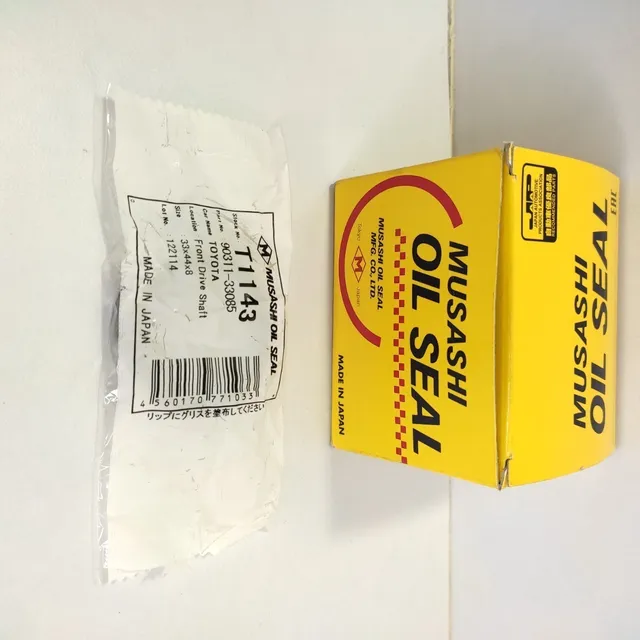 M MUSASHI OIL SEAL
Stock No. T1143
Part No. 90311-33085
Car Name TOYOTA
Location Front Drive Shaft
Size 33x44x8
Lot No. 122114
4 560170 771033
MADE IN JAPAN
リップにグリスを塗布してください
MUSASHI
OIL SEAL
MUSASHI OIL SEAL
MFG. CO., LTD.
Tokyo M JAPAN
MADE IN JAPAN
MUSASHI
OIL SEAL